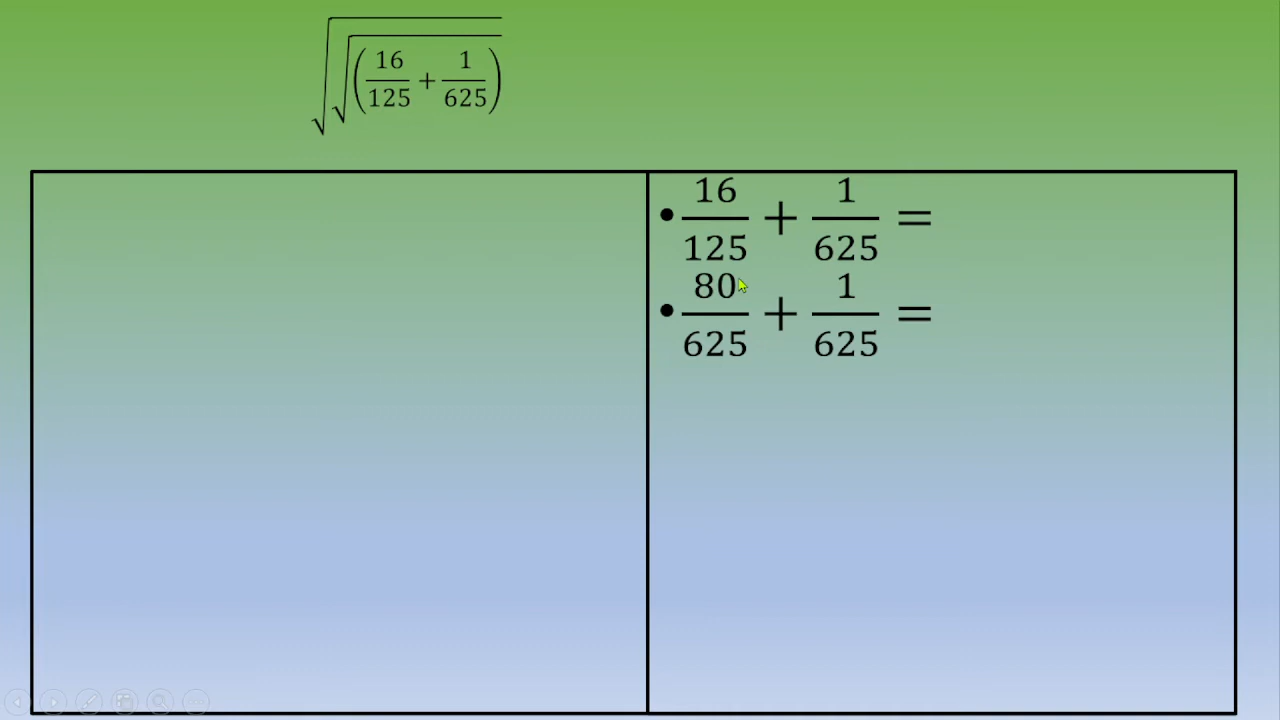 √√(16/125 + 1/625)
• 16/125 + 1/625 =
• 80/625 + 1/625 =